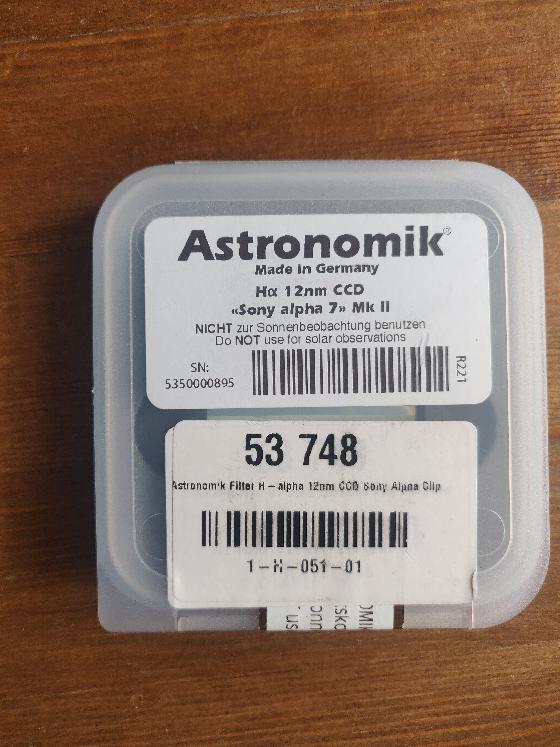 Astronomik®
Made in Germany
Hα 12nm CCD
«Sony alpha 7» Mk II
NICHT zur Sonnenbeobachtung benutzen
Do NOT use for solar observations
SN:
5350000895
R221
53 748
Astronomik Filter H - alpha 12nm CCD Sony Alpha Clip
1-H-051-01